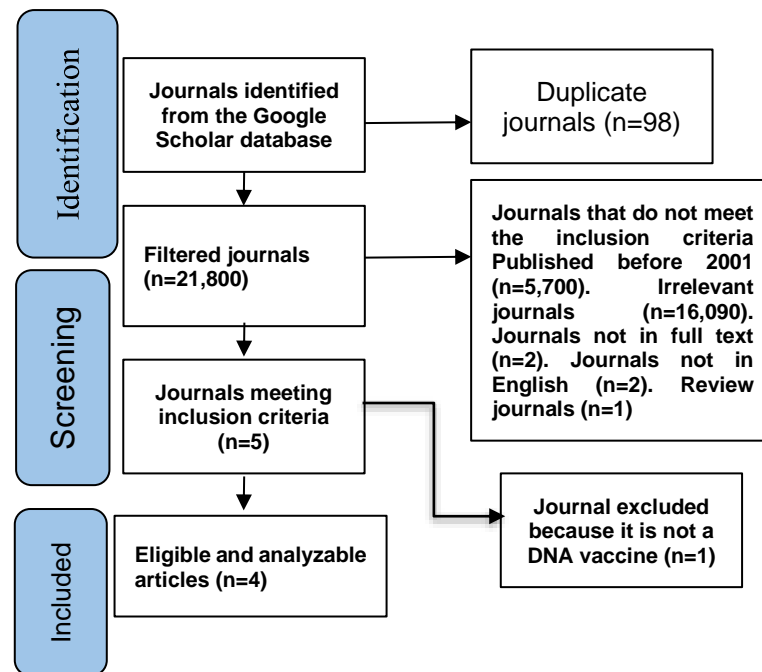 Identification
Journals identified
from the Google
Scholar database
Duplicate
journals (n=98)
Filtered journals
(n=21,800)
Journals that do not meet
the inclusion criteria
Published before 2001
(n=5,700). Irrelevant
journals (n=16,090).
Journals not in full text
(n=2). Journals not in
English (n=2). Review
journals (n=1)
Screening
Journals meeting
inclusion criteria
(n=5)
Journal excluded
because it is not a
DNA vaccine (n=1)
Included
Eligible and analyzable
articles (n=4)